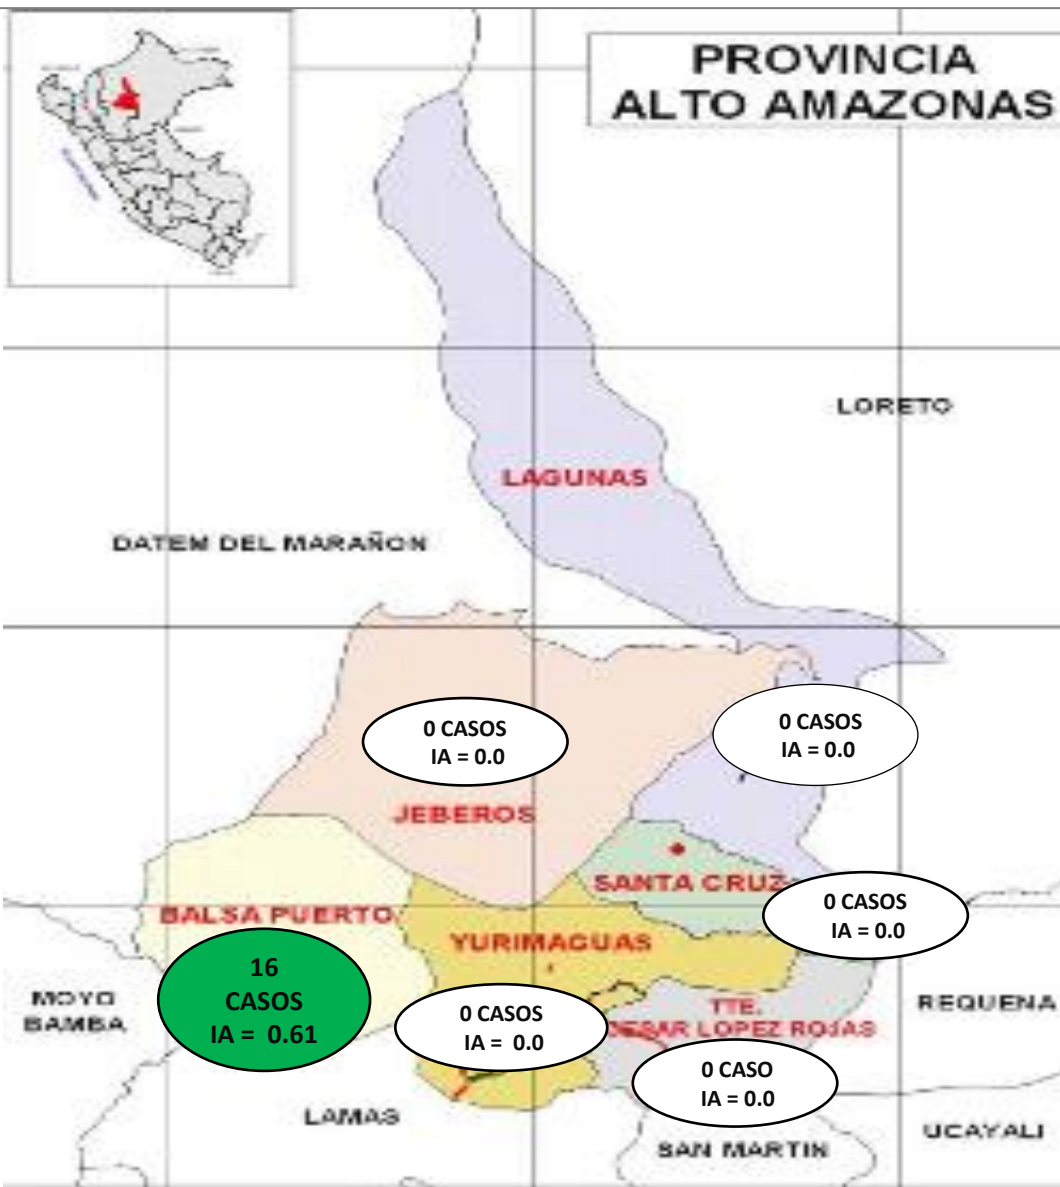 PROVINCIA
ALTO AMAZONAS
LORETO
LAGUNAS
DATEM DEL MARAÑON
0 CASOS
IA = 0.0
0 CASOS
IA = 0.0
JEBEROS
SANTA CRUZ
0 CASOS
IA = 0.0
BALSA PUERTO
YURIMAGUAS
16
CASOS
IA = 0.61
MOYO
BAMBA
0 CASOS
IA = 0.0
TTE.
ESAR LOPEZ ROJAS
REQUENA
0 CASO
IA = 0.0
LAMAS
SAN MARTIN
UCAYALI